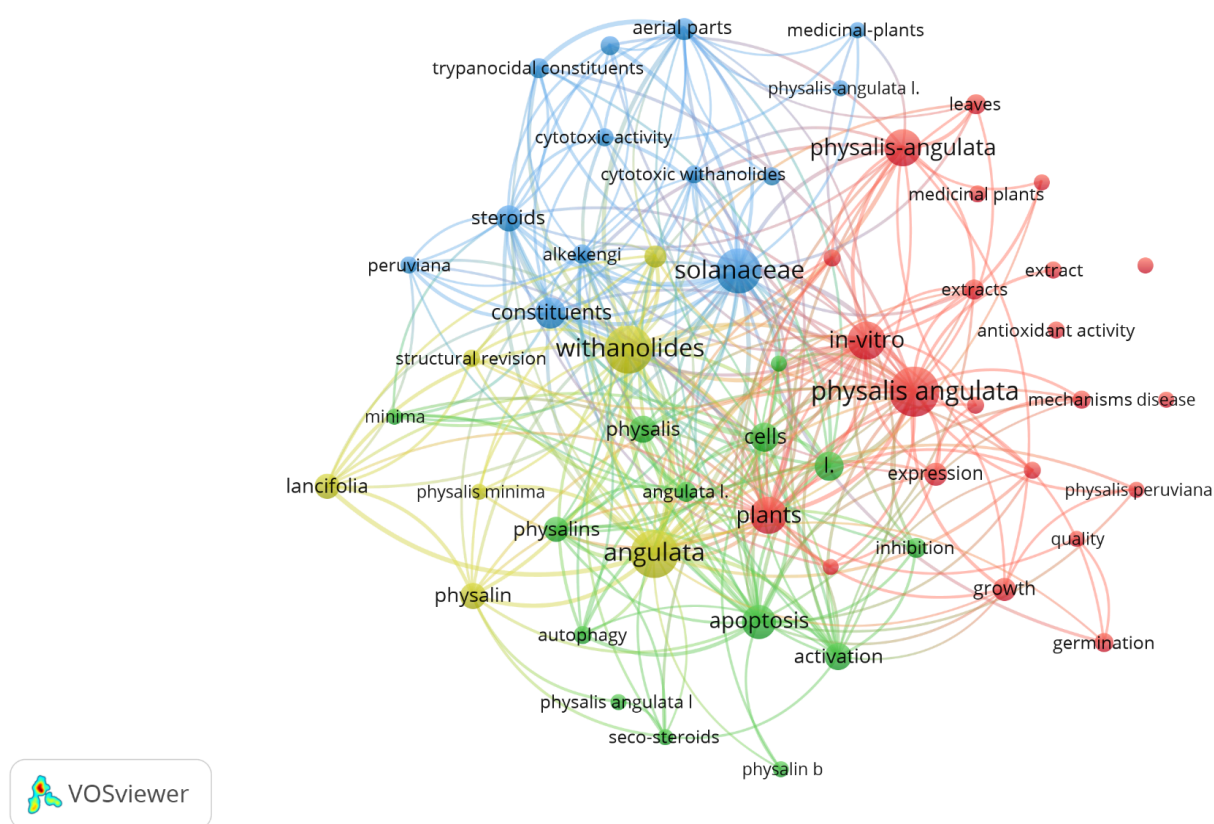 aerial parts
medicinal-plants
trypanocidal constituents
physalis-angulata l.
leaves
cytotoxic activity
physalis-angulata
cytotoxic withanolides
medicinal plants
steroids
alkekengi
peruviana
solanaceae
extract
extracts
constituents
antioxidant activity
in-vitro
withanolides
structural revision
physalis angulata
mechanisms disease
minima
physalis
cells
l.
expression
lancifolia
physalis minima
angulata l.
physalis peruviana
plants
physalins
quality
inhibition
angulata
growth
physalin
apoptosis
autophagy
germination
activation
physalis angulata l
seco-steroids
physalin b
VOSviewer